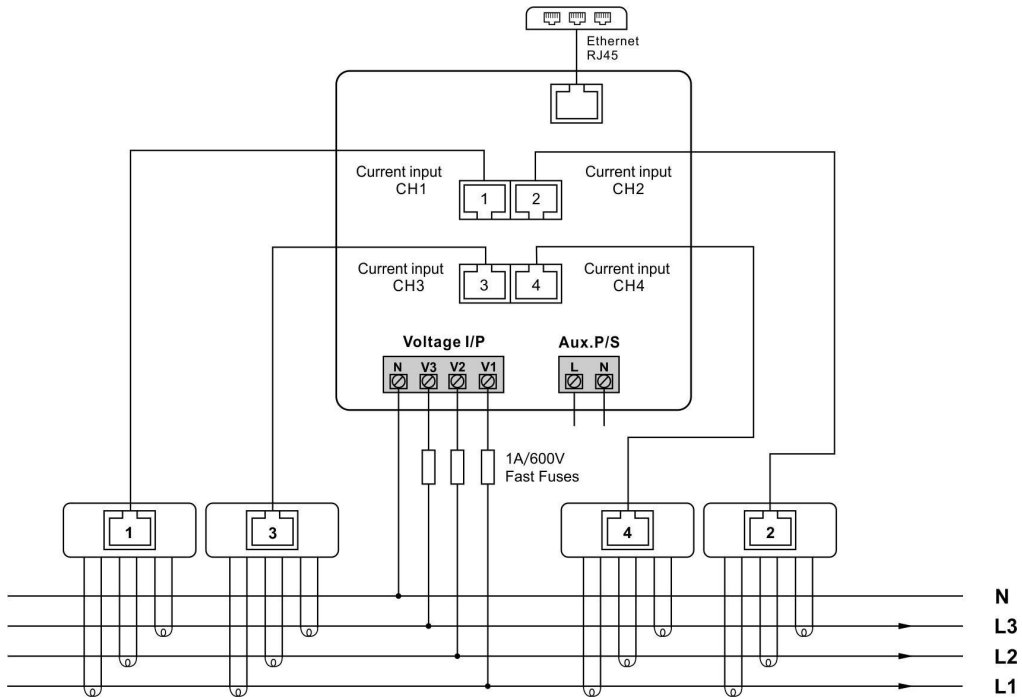 Ethernet
RJ45
Current input
CH1
Current input
CH2
1
2
Current input
CH3
Current input
CH4
3
4
Voltage I/P
Aux.P/S
N V3 V2 V1
L N
1A/600V
Fast Fuses
1
3
4
2
N
L3
L2
L1